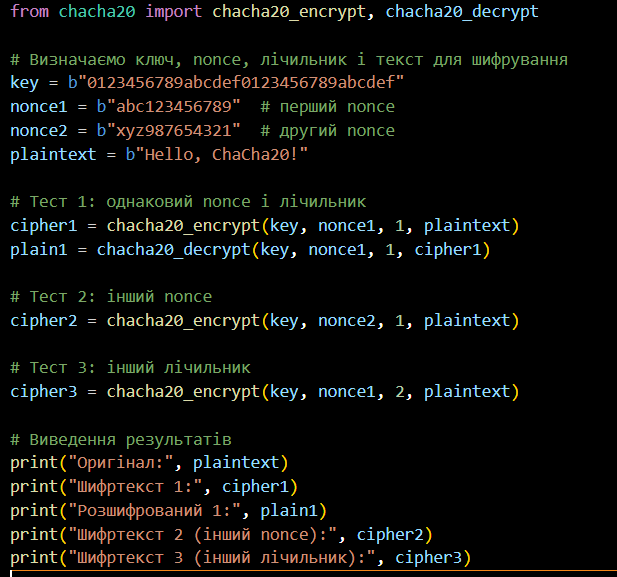 from chacha20 import chacha20_encrypt, chacha20_decrypt
# Визначаємо ключ, nonce, лічильник і текст для шифрування
key = b"0123456789abcdef0123456789abcdef"
nonce1 = b"abc123456789"  # перший nonce
nonce2 = b"xyz987654321"  # другий nonce
plaintext = b"Hello, ChaCha20!"
# Тест 1: однаковий nonce і лічильник
cipher1 = chacha20_encrypt(key, nonce1, 1, plaintext)
plain1 = chacha20_decrypt(key, nonce1, 1, cipher1)
# Тест 2: інший nonce
cipher2 = chacha20_encrypt(key, nonce2, 1, plaintext)
# Тест 3: інший лічильник
cipher3 = chacha20_encrypt(key, nonce1, 2, plaintext)
# Виведення результатів
print("Оригінал:", plaintext)
print("Шифртекст 1:", cipher1)
print("Розшифрований 1:", plain1)
print("Шифртекст 2 (інший nonce):", cipher2)
print("Шифртекст 3 (інший лічильник):", cipher3)